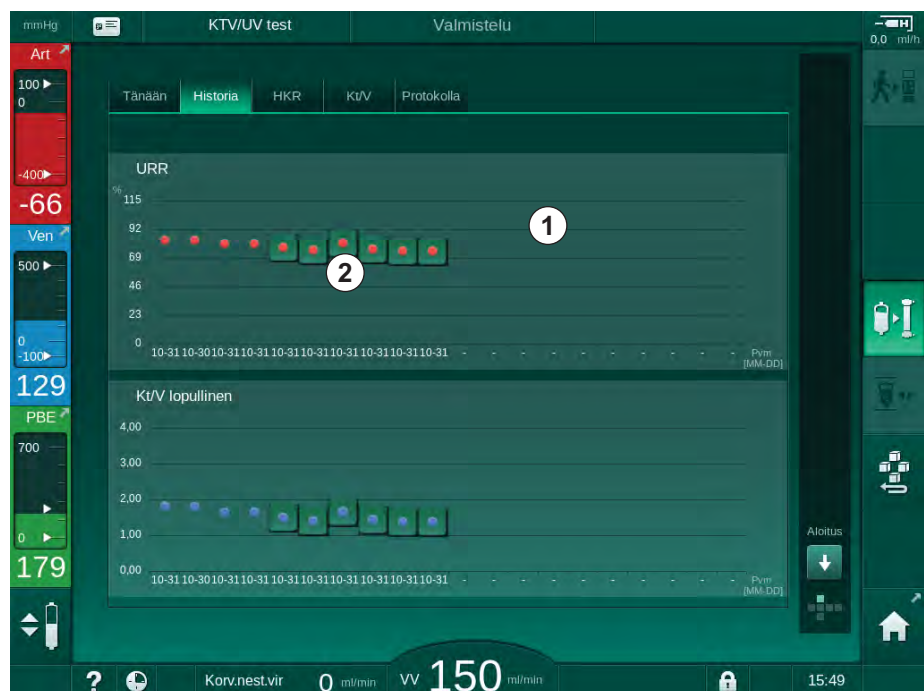 mmHg
KTV/UV test
Valmistelu
0,0 ml/h
Art
100
0
-400
-66
Ven
500
0
-100
129
PBE
700
0
179
Tänään
Historia
HKR
Kt/V
Protokolla
URR
%
115
92
69
46
23
0
1
2
10-31 10-30 10-31 10-31 10-31 10-31 10-31 10-31 10-31 10-31 - - - - - - - - - - Pvm
[MM-DD]
Kt/V lopullinen
4,00
3,00
2,00
1,00
0,00
10-31 10-30 10-31 10-31 10-31 10-31 10-31 10-31 10-31 10-31 - - - - - - - - - - Pvm
[MM-DD]
Aloitus
? Korv.nest.vir 0 ml/min VV 150 ml/min 15:49